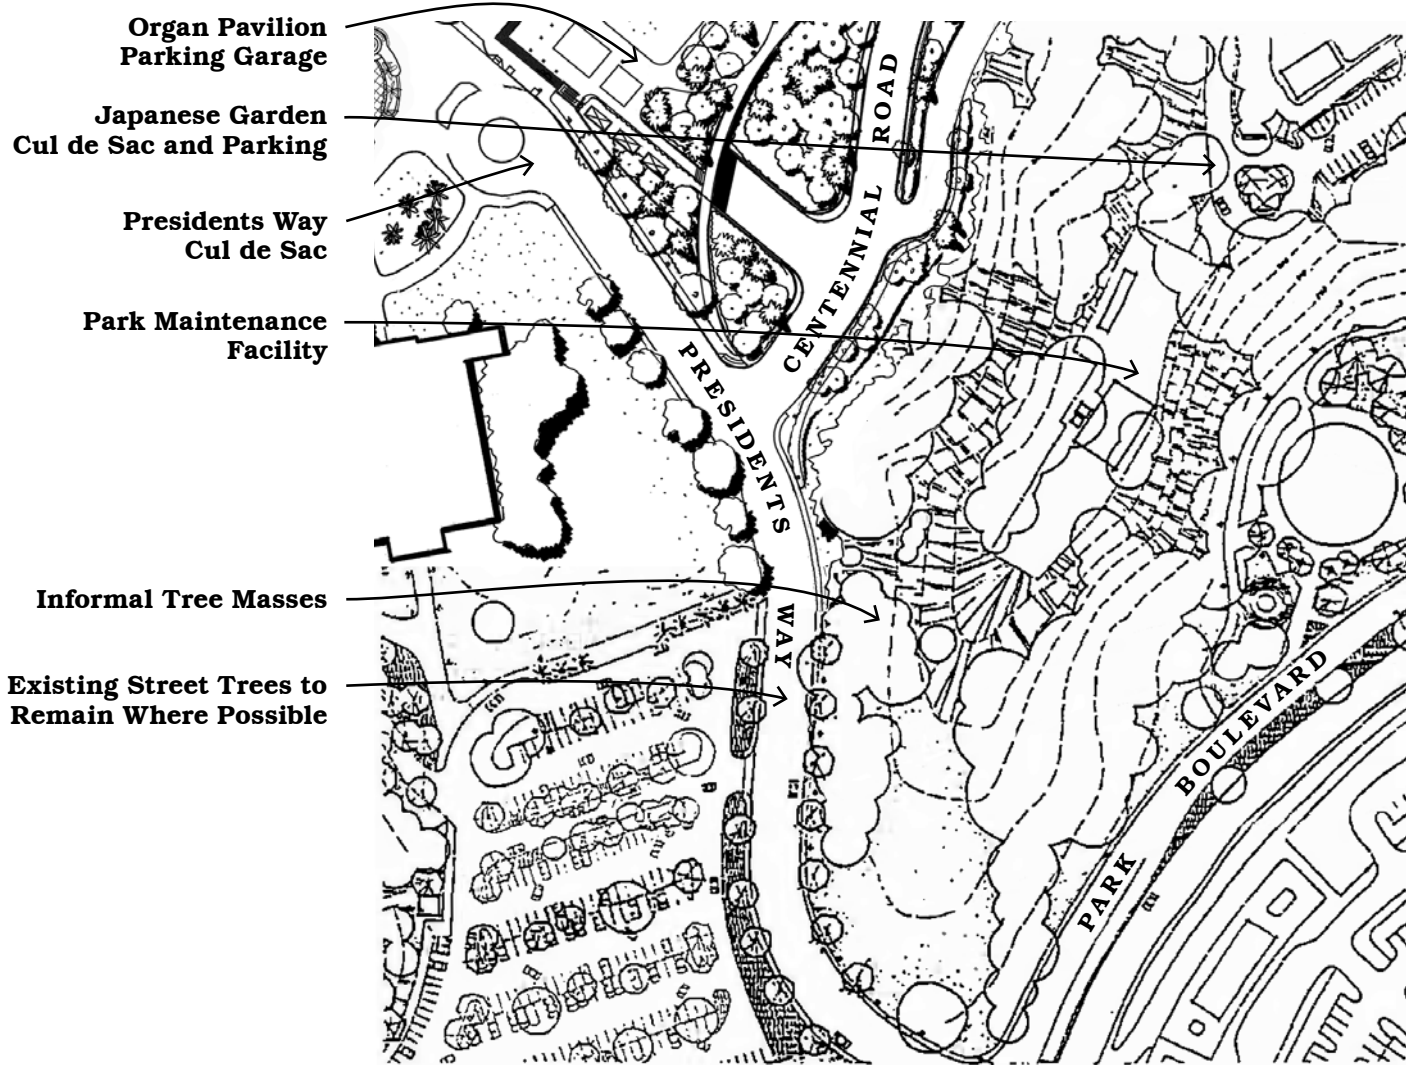 Organ Pavilion
Parking Garage
Japanese Garden
Cul de Sac and Parking
Presidents Way
Cul de Sac
Park Maintenance
Facility
Informal Tree Masses
Existing Street Trees to
Remain Where Possible
CENTENNIAL ROAD
PRESIDENTS WAY
PARK BOULEVARD